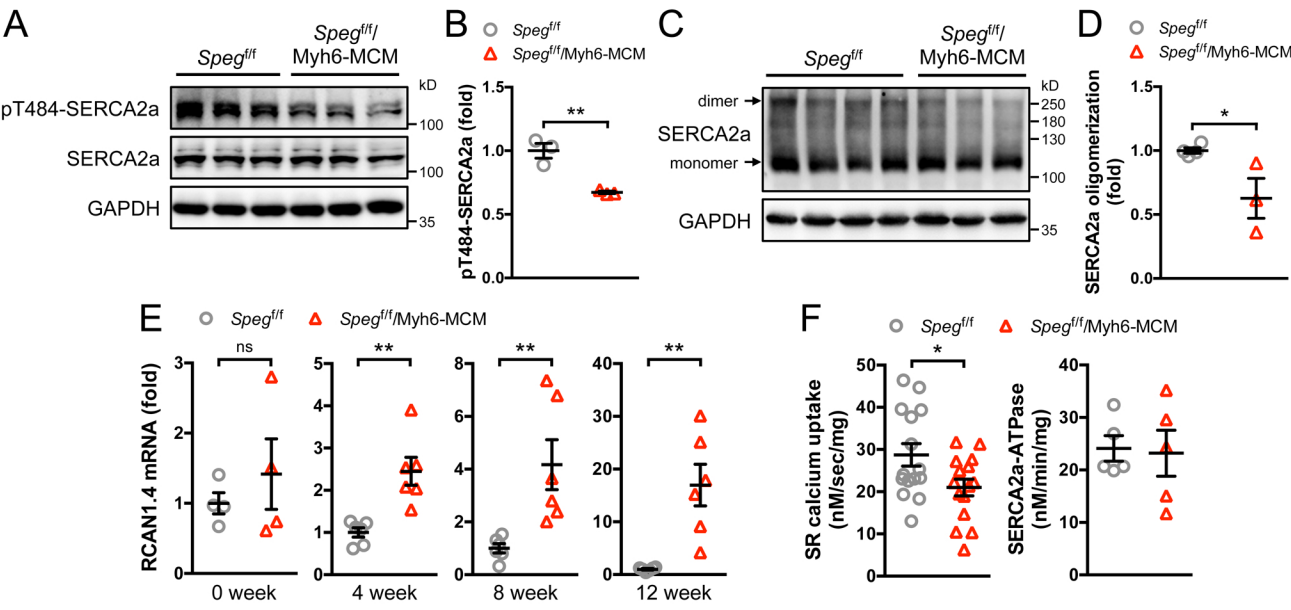 A
Speg^f/f
Speg^f/f/
Myh6-MCM
kD
pT484-SERCA2a
100
SERCA2a
100
GAPDH
35
B
Speg^f/f
Speg^f/f/Myh6-MCM
pT484-SERCA2a (fold)
1.5
1.0
0.5
0.0
**
C
Speg^f/f
Speg^f/f/
Myh6-MCM
kD
dimer
SERCA2a
monomer
250
180
130
100
GAPDH
35
D
Speg^f/f
Speg^f/f/Myh6-MCM
SERCA2a oligomerization
(fold)
1.5
1.0
0.5
0.0
*
E
Speg^f/f
Speg^f/f/Myh6-MCM
RCAN1.4 mRNA (fold)
3
2
1
0
ns
0 week
5
4
3
2
1
0
**
4 week
8
6
4
2
0
**
8 week
40
30
20
10
0
**
12 week
F
Speg^f/f
Speg^f/f/Myh6-MCM
SR calcium uptake
(nM/sec/mg)
50
40
30
20
10
0
*
SERCA2a-ATPase
(nM/min/mg)
40
30
20
10
0